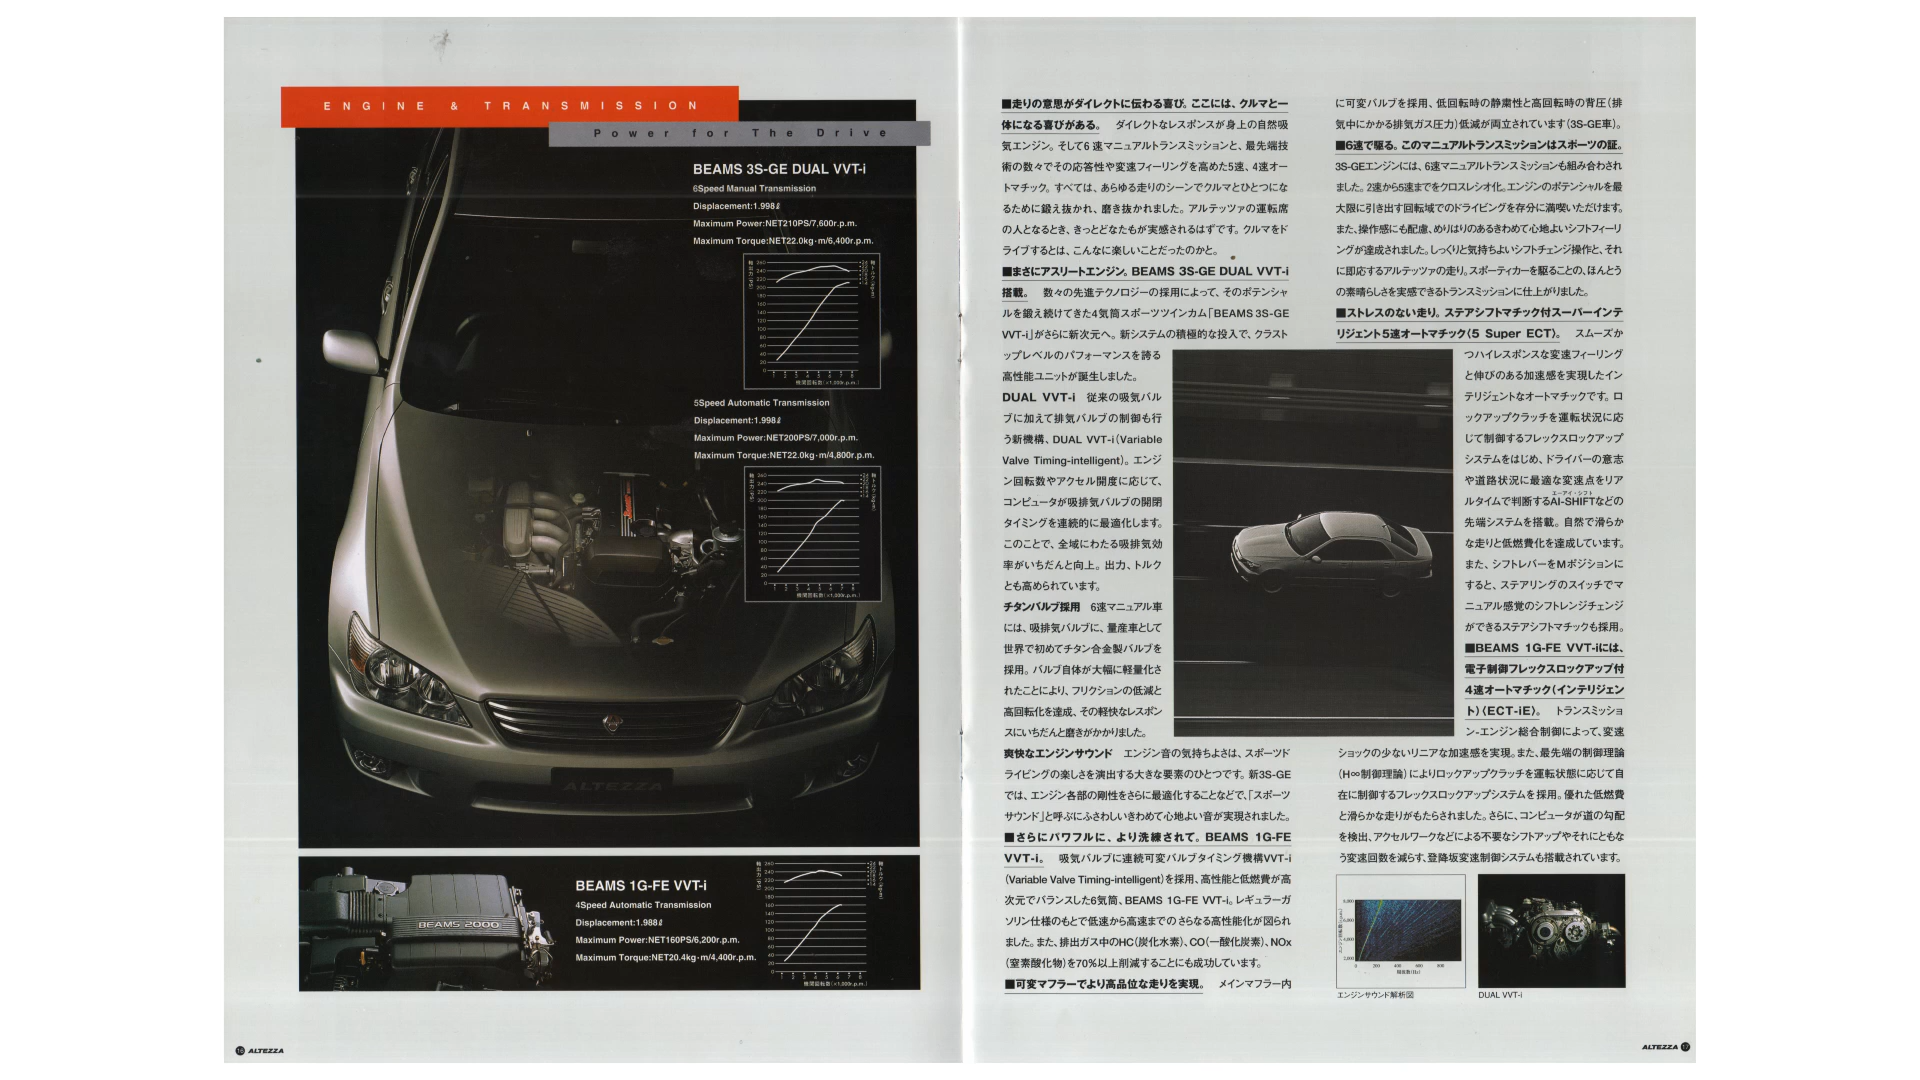 ENGINE & TRANSMISSION
Power for The Drive
BEAMS 3S-GE DUAL VVT-i
6Speed Manual Transmission
Displacement:1.998ℓ
Maximum Power:NET210PS/7,600r.p.m.
Maximum Torque:NET22.0kg·m/6,400r.p.m.
機関回転数(×1,000r.p.m.)
5Speed Automatic Transmission
Displacement:1.998ℓ
Maximum Power:NET200PS/7,000r.p.m.
Maximum Torque:NET22.0kg·m/4,800r.p.m.
機関回転数(×1,000r.p.m.)
ALTEZZA
BEAMS 2000
BEAMS 1G-FE VVT-i
4Speed Automatic Transmission
Displacement:1.988ℓ
Maximum Power:NET160PS/6,200r.p.m.
Maximum Torque:NET20.4kg·m/4,400r.p.m.
機関回転数(×1,000r.p.m.)
16 ALTEZZA
■走りの意思がダイレクトに伝わる喜び。ここには、クルマと一
体になる喜びがある。 ダイレクトなレスポンスが身上の自然吸
気エンジン。そして6速マニュアルトランスミッションと、最先端技
術の数々でその応答性や変速フィーリングを高めた5速、4速オー
トマチック。すべては、あらゆる走りのシーンでクルマとひとつにな
るために鍛え抜かれ、磨き抜かれました。アルテッツァの運転席
の人となるとき、きっとどなたもが実感されるはずです。クルマをド
ライブするとは、こんなに楽しいことだったのかと。
■まさにアスリートエンジン。BEAMS 3S-GE DUAL VVT-i
搭載。 数々の先進テクノロジーの採用によって、そのポテンシャ
ルを鍛え続けてきた4気筒スポーツツインカム「BEAMS 3S-GE
VVT-i」がさらに新次元へ。新システムの積極的な投入で、クラスト
ップレベルのパフォーマンスを誇る
高性能ユニットが誕生しました。
DUAL VVT-i 従来の吸気バル
ブに加えて排気バルブの制御も行
う新機構、DUAL VVT-i(Variable
Valve Timing-intelligent)。エンジ
ン回転数やアクセル開度に応じて、
コンピュータが吸排気バルブの開閉
タイミングを連続的に最適化します。
このことで、全域にわたる吸排気効
率がいちだんと向上。出力、トルク
とも高められています。
チタンバルブ採用 6速マニュアル車
には、吸排気バルブに、量産車として
世界で初めてチタン合金製バルブを
採用。バルブ自体が大幅に軽量化さ
れたことにより、フリクションの低減と
高回転化を達成、その軽快なレスポン
スにいちだんと磨きがかかりました。
爽快なエンジンサウンド エンジン音の気持ちよさは、スポーツド
ライビングの楽しさを演出する大きな要素のひとつです。新3S-GE
では、エンジン各部の剛性をさらに最適化することなどで、「スポーツ
サウンド」と呼ぶにふさわしいきわめて心地よい音が実現されました。
■さらにパワフルに、より洗練されて。BEAMS 1G-FE
VVT-i。 吸気バルブに連続可変バルブタイミング機構VVT-i
(Variable Valve Timing-intelligent)を採用、高性能と低燃費が高
次元でバランスした6気筒、BEAMS 1G-FE VVT-i。レギュラーガ
ソリン仕様のもとで低速から高速までのさらなる高性能化が図られ
ました。また、排出ガス中のHC(炭化水素)、CO(一酸化炭素)、NOx
(窒素酸化物)を70%以上削減することにも成功しています。
■可変マフラーでより高品位な走りを実現。 メインマフラー内
に可変バルブを採用、低回転時の静粛性と高回転時の背圧(排
気中にかかる排気ガス圧力)低減が両立されています(3S-GE車)。
■6速で駆る。このマニュアルトランスミッションはスポーツの証。
3S-GEエンジンには、6速マニュアルトランスミッションも組み合わされ
ました。2速から5速までをクロスレシオ化。エンジンのポテンシャルを最
大限に引き出す回転域でのドライビングを存分に満喫いただけます。
また、操作感にも配慮、めりはりのあるきわめて心地よいシフトフィーリ
ングが達成されました。しっくりと気持ちよいシフトチェンジ操作と、それ
に即応するアルテッツァの走り。スポーティカーを駆ることの、ほんとう
の素晴らしさを実感できるトランスミッションに仕上がりました。
■ストレスのない走り。ステアシフトマチック付スーパーインテ
リジェント5速オートマチック〈5 Super ECT〉。 スムーズか
つハイレスポンスな変速フィーリング
と伸びのある加速感を実現したイン
テリジェントなオートマチックです。ロ
ックアップクラッチを運転状況に応
じて制御するフレックスロックアップ
システムをはじめ、ドライバーの意志
や道路状況に最適な変速点をリア
エーアイ・シフト
ルタイムで判断するAI-SHIFTなどの
先端システムを搭載。自然で滑らか
な走りと低燃費化を達成しています。
また、シフトレバーをMポジションに
すると、ステアリングのスイッチでマ
ニュアル感覚のシフトレンジチェンジ
ができるステアシフトマチックも採用。
■BEAMS 1G-FE VVT-iには、
電子制御フレックスロックアップ付
4速オートマチック(インテリジェン
ト)〈ECT-iE〉。 トランスミッショ
ン-エンジン総合制御によって、変速
ショックの少ないリニアな加速感を実現。また、最先端の制御理論
(H∞制御理論)によりロックアップクラッチを運転状態に応じて自
在に制御するフレックスロックアップシステムを採用。優れた低燃費
と滑らかな走りがもたらされました。さらに、コンピュータが道の勾配
を検出、アクセルワークなどによる不要なシフトアップやそれにともな
う変速回数を減らす、登降坂変速制御システムも搭載されています。
エンジンサウンド解析図
DUAL VVT-i
ALTEZZA 17